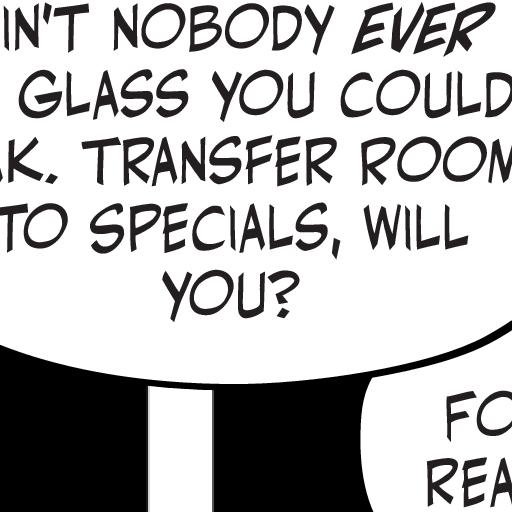 IN'T NOBODY EVER
GLASS YOU COULD
K. TRANSFER ROOM
TO SPECIALS, WILL
YOU?
FO
REA